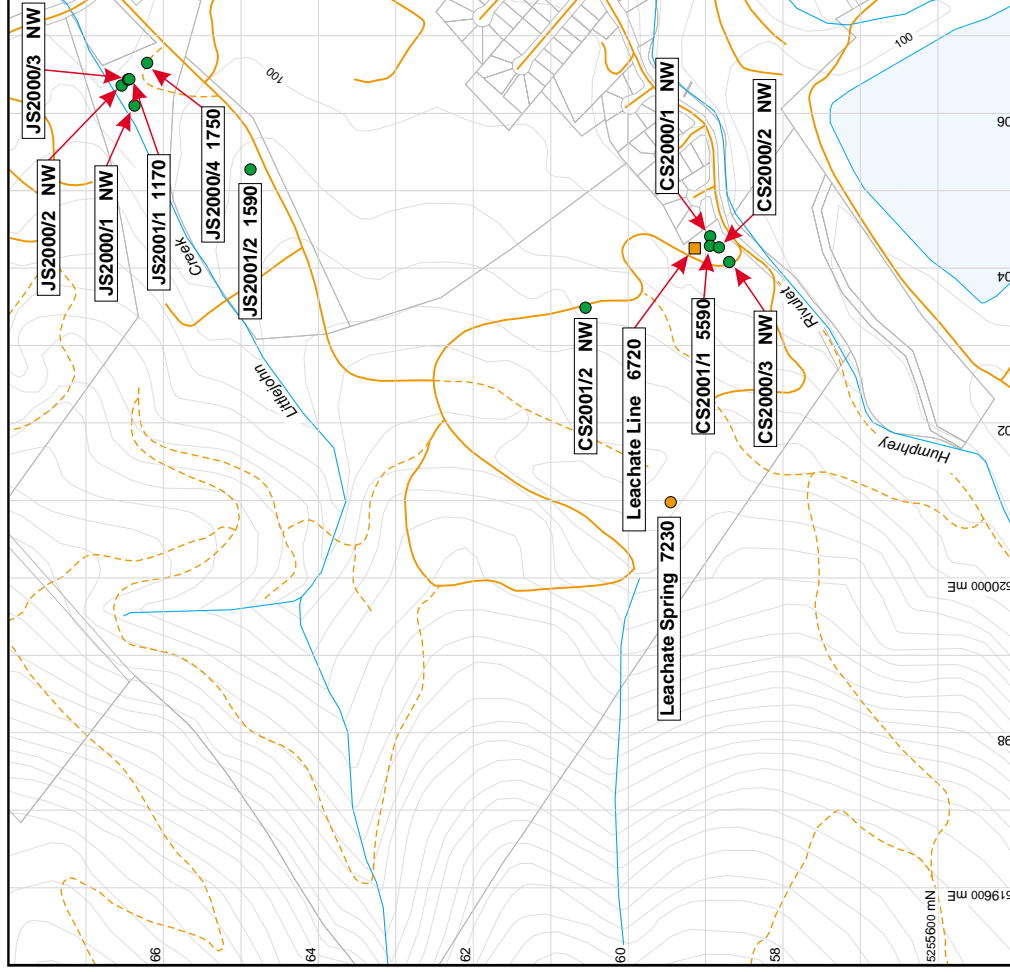 JS2000/3 NW
JS2000/2 NW
JS2000/1 NW
JS2001/1 1170
JS2000/4 1750
JS2001/2 1590
Creek
Littlejohn
100
100
CS2000/1 NW
CS2000/2 NW
CS2001/2 NW
Leachate Line 6720
CS2001/1 5590
CS2000/3 NW
Leachate Spring 7230
Rivulet
Humphrey
66
64
62
60
58
5255600 mN
06
04
02
520000 mE
98
519600 mE